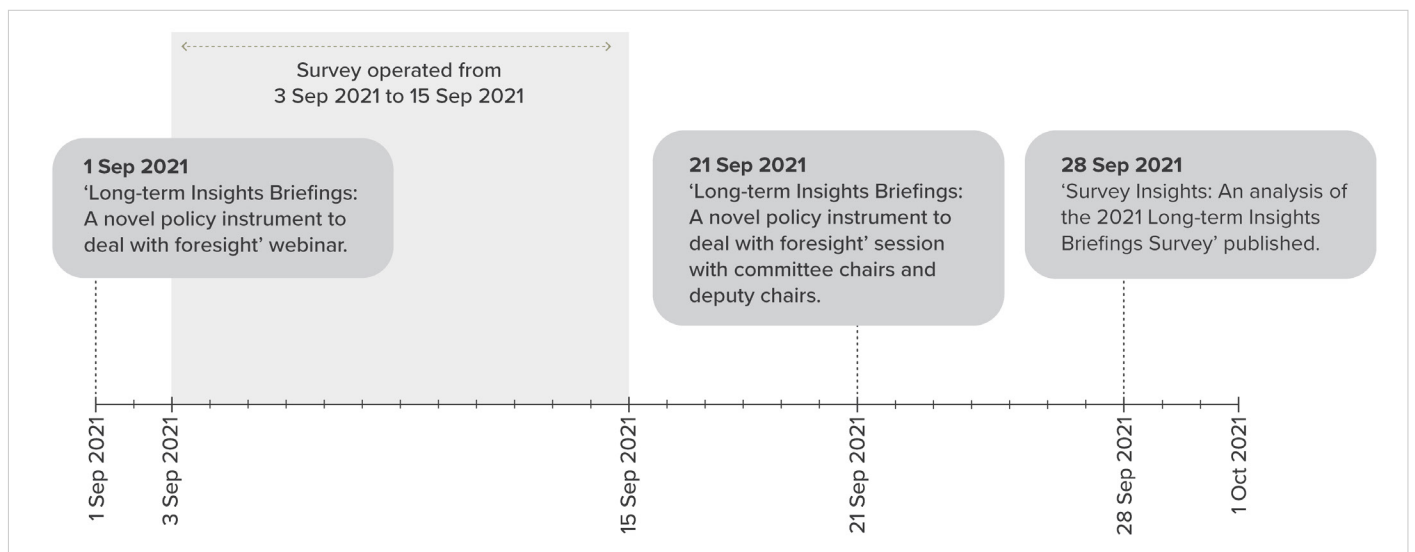 Survey operated from
3 Sep 2021 to 15 Sep 2021
1 Sep 2021
‘Long-term Insights Briefings:
A novel policy instrument to
deal with foresight’ webinar.
21 Sep 2021
‘Long-term Insights Briefings:
A novel policy instrument to
deal with foresight’ session
with committee chairs and
deputy chairs.
28 Sep 2021
‘Survey Insights: An analysis of
the 2021 Long-term Insights
Briefings Survey’ published.
1 Sep 2021
3 Sep 2021
15 Sep 2021
21 Sep 2021
28 Sep 2021
1 Oct 2021